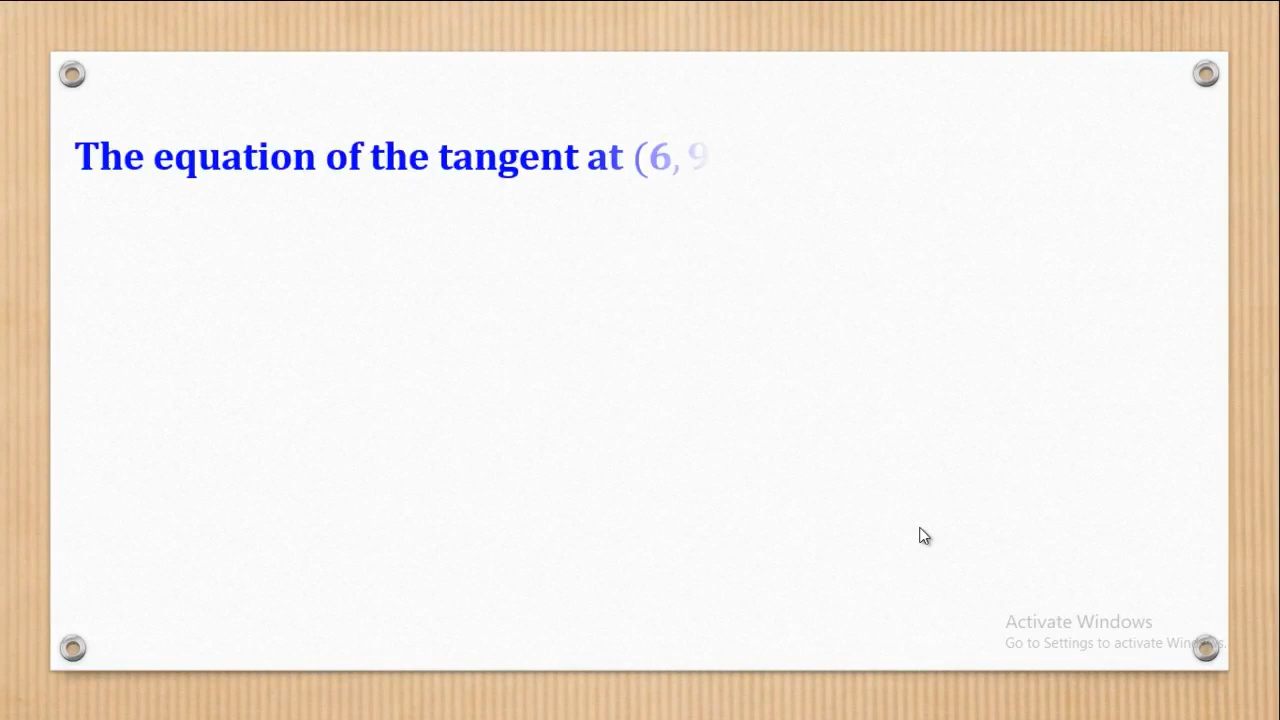 The equation of the tangent at (6, 9
Activate Windows
Go to Settings to activate Windows.